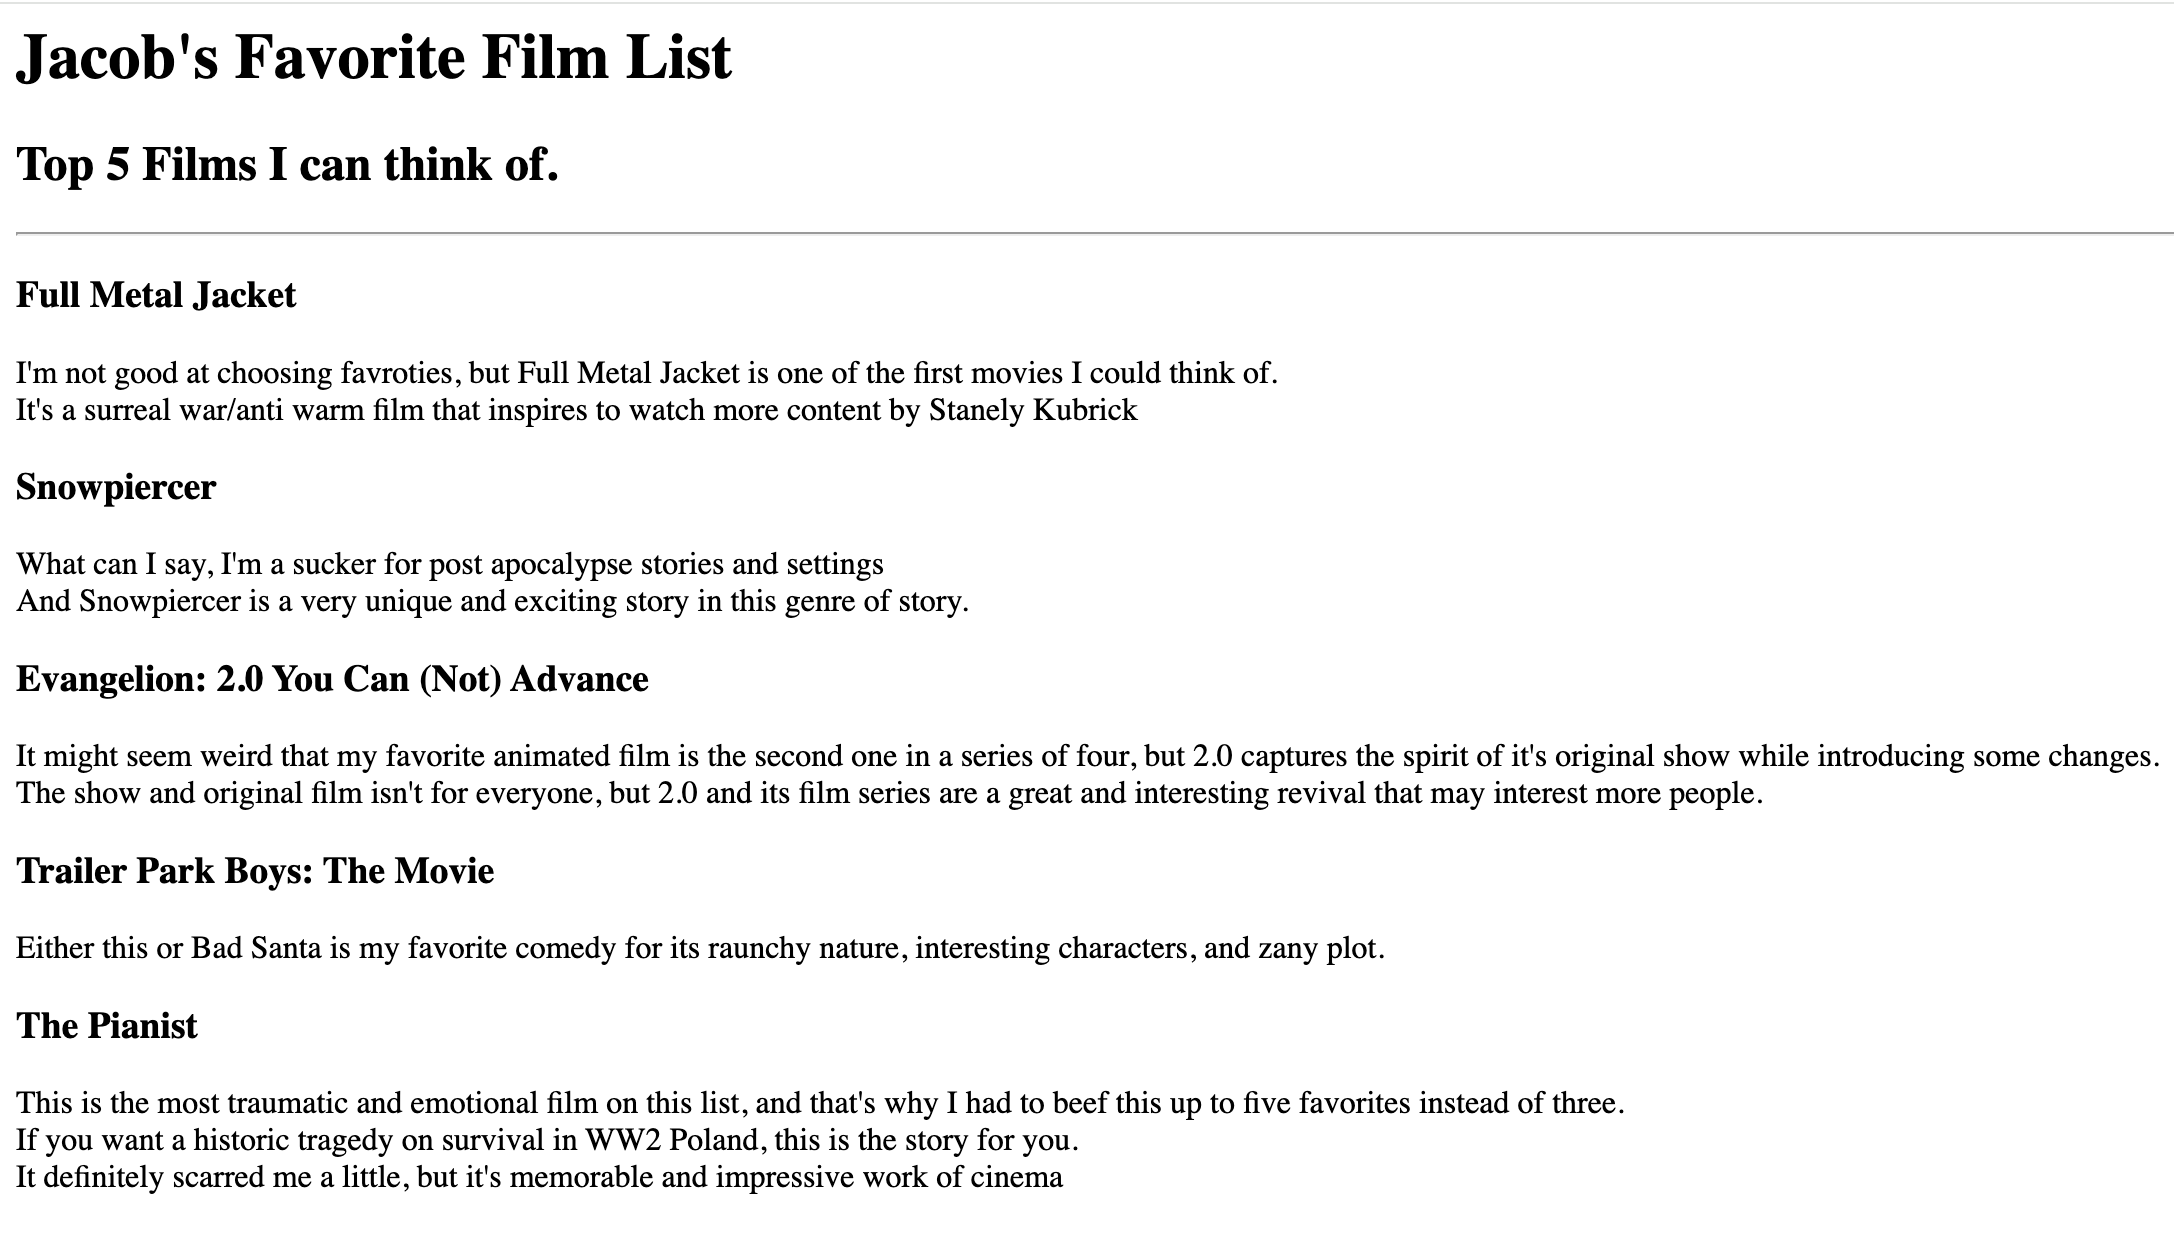 Jacob's Favorite Film List
Top 5 Films I can think of.
Full Metal Jacket
I'm not good at choosing favroties, but Full Metal Jacket is one of the first movies I could think of.
It's a surreal war/anti warm film that inspires to watch more content by Stanely Kubrick
Snowpiercer
What can I say, I'm a sucker for post apocalypse stories and settings
And Snowpiercer is a very unique and exciting story in this genre of story.
Evangelion: 2.0 You Can (Not) Advance
It might seem weird that my favorite animated film is the second one in a series of four, but 2.0 captures the spirit of it's original show while introducing some changes.
The show and original film isn't for everyone, but 2.0 and its film series are a great and interesting revival that may interest more people.
Trailer Park Boys: The Movie
Either this or Bad Santa is my favorite comedy for its raunchy nature, interesting characters, and zany plot.
The Pianist
This is the most traumatic and emotional film on this list, and that's why I had to beef this up to five favorites instead of three.
If you want a historic tragedy on survival in WW2 Poland, this is the story for you.
It definitely scarred me a little, but it's memorable and impressive work of cinema